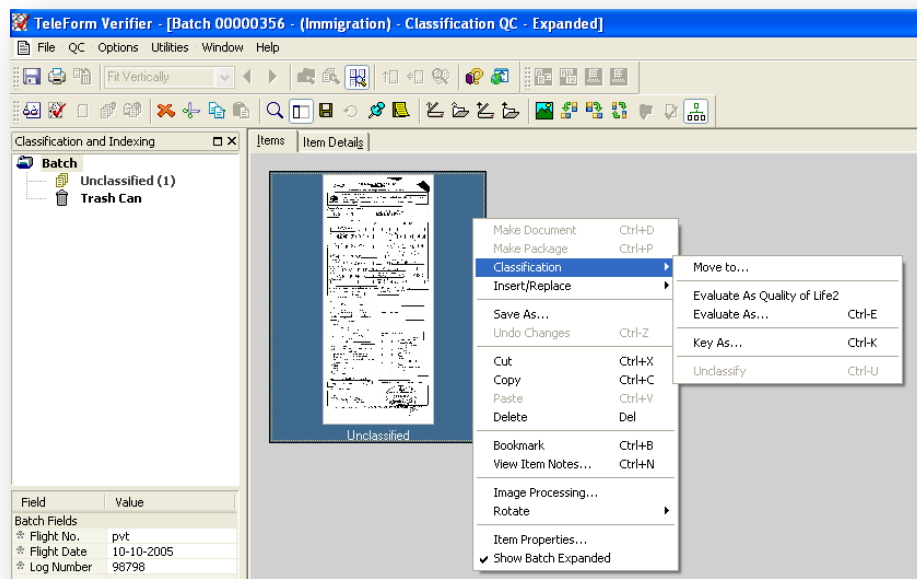 TeleForm Verifier - [Batch 00000356 - (Immigration) - Classification QC - Expanded]
File QC Options Utilities Window Help
Fit Vertically
Classification and Indexing
Items Item Details
Batch
Unclassified (1)
Trash Can
Unclassified
Make Document Ctrl+D
Make Package Ctrl+P
Classification
Insert/Replace
Save As...
Undo Changes Ctrl-Z
Cut Ctrl+X
Copy Ctrl+C
Paste Ctrl+V
Delete Del
Bookmark Ctrl+B
View Item Notes... Ctrl+N
Image Processing...
Rotate
Item Properties...
Show Batch Expanded
Move to...
Evaluate As Quality of Life2
Evaluate As... Ctrl-E
Key As... Ctrl-K
Unclassify Ctrl-U
Field Value
Batch Fields
Flight No. pvt
Flight Date 10-10-2005
Log Number 98798